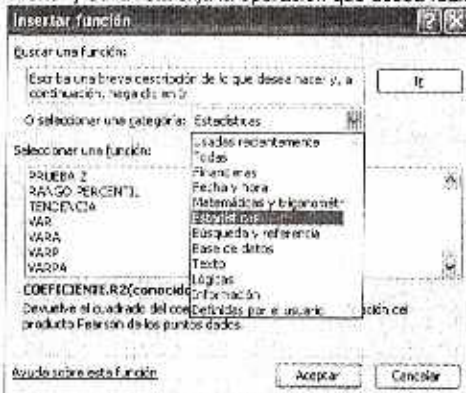 Insertar función
Buscar una función:
Escriba una breve descripción de lo que desea hacer y, a
continuación, haga clic en Ir
Ir
O seleccionar una categoría: Estadísticas
Usadas recientemente
Todas
Financieras
Fecha y hora
Matemáticas y trigonométr
Estadísticas
Búsqueda y referencia
Base de datos
Texto
Lógicas
Información
Definidas por el usuario
Seleccionar una función:
PRUEBA.Z
RANGO.PERCENTIL
TENDENCIA
VAR
VARA
VARP
VARPA
COEFICIENTE.R2(conocido
Devuelve el cuadrado del coe ción del
producto Pearson de los puntos dados.
Ayuda sobre esta función
Aceptar
Cancelar